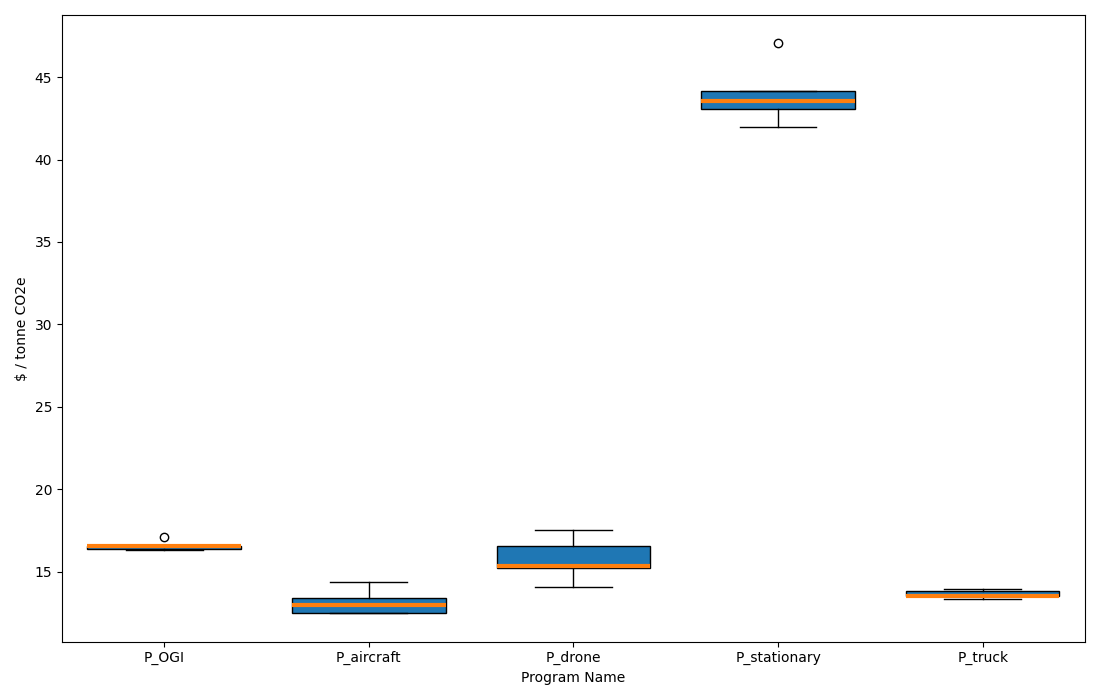 $ / tonne CO2e
45
40
35
30
25
20
15
P_OGI
P_aircraft
P_drone
P_stationary
P_truck
Program Name